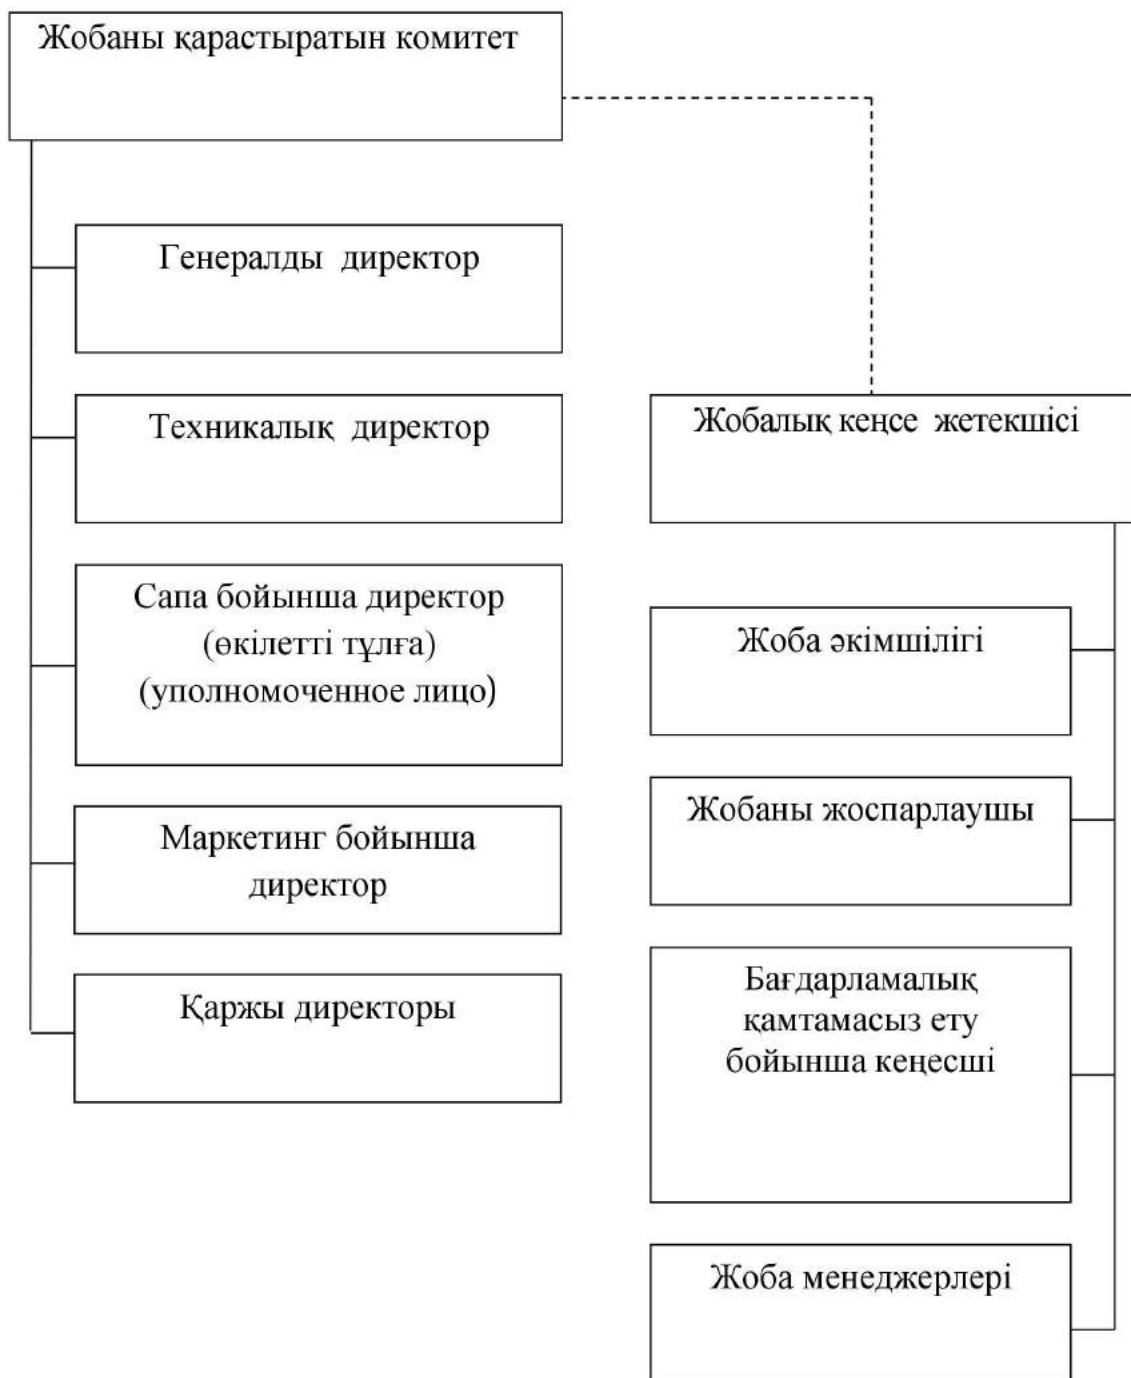 Жобаны қарастыратын комитет
Генералды директор
Техникалық директор
Сапа бойынша директор
(өкілетті тұлға)
(уполномоченное лицо)
Маркетинг бойынша
директор
Қаржы директоры
Жобалық кеңсе жетекшісі
Жоба әкімшілігі
Жобаны жоспарлаушы
Бағдарламалық
қамтамасыз ету
бойынша кеңесші
Жоба менеджерлері